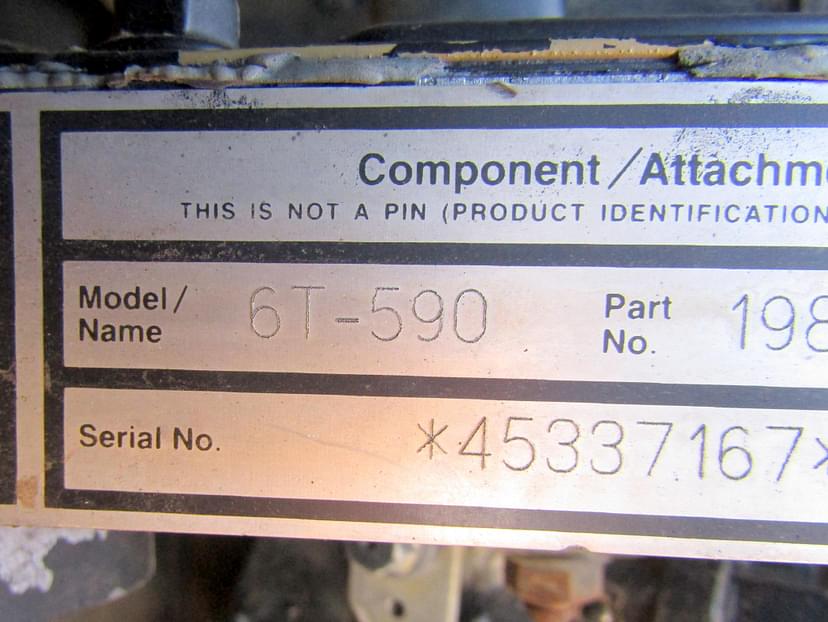 Component/Attachm
THIS IS NOT A PIN (PRODUCT IDENTIFICATION
Model/
Name
6T-590
Part
No.
198
Serial No.
*45337167*